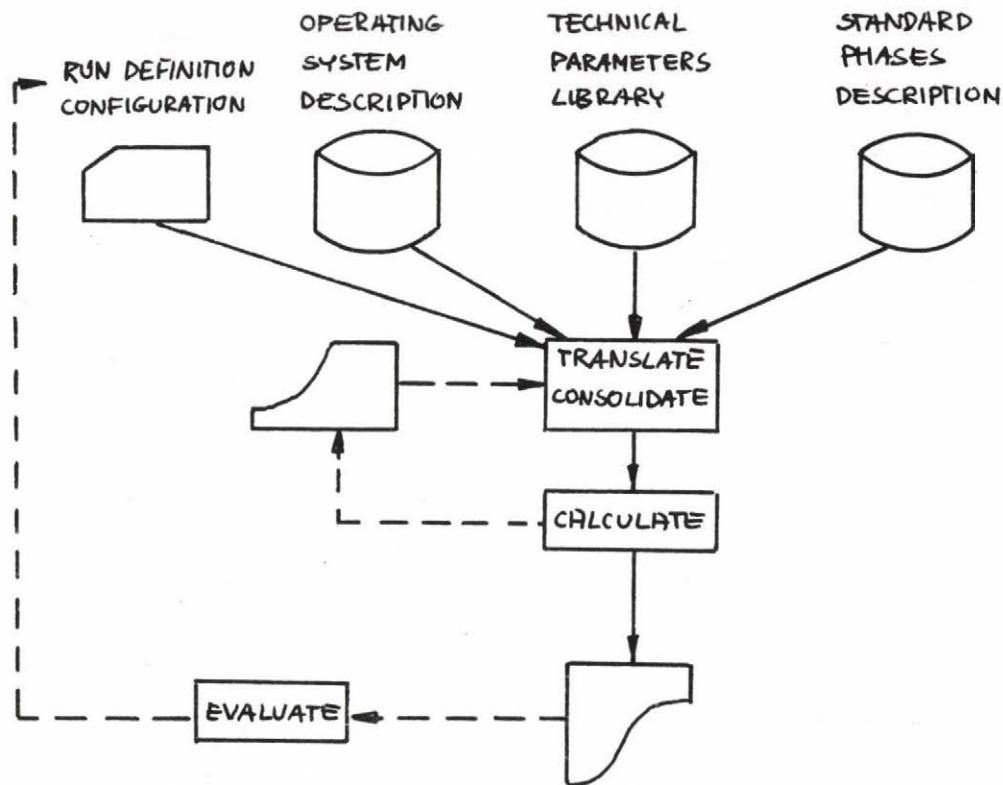 RUN DEFINITION
CONFIGURATION
OPERATING
SYSTEM
DESCRIPTION
TECHNICAL
PARAMETERS
LIBRARY
STANDARD
PHASES
DESCRIPTION
TRANSLATE
CONSOLIDATE
CALCULATE
EVALUATE